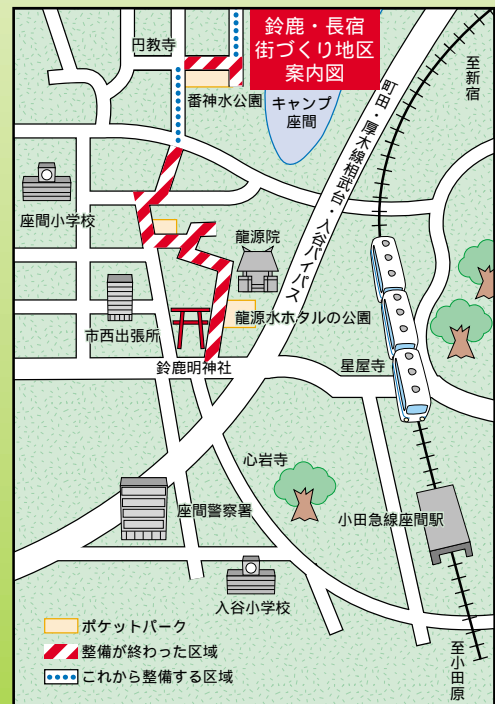 鈴鹿・長宿
街づくり地区
案内図
円教寺
番神水公園
キャンプ
座間
至新宿
町田・厚木線相武台・入谷バイパス
座間小学校
龍源院
市西出張所
龍源水ホタルの公園
鈴鹿明神社
星屋寺
心岩寺
座間警察署
小田急線座間駅
入谷小学校
至小田原
ポケットパーク
整備が終わった区域
これから整備する区域